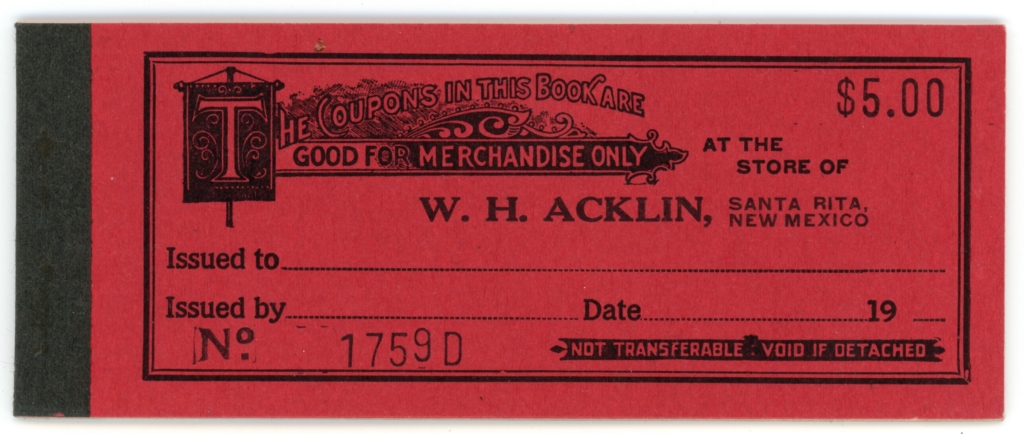 THE COUPONS IN THIS BOOK ARE
GOOD FOR MERCHANDISE ONLY
$5.00
AT THE
STORE OF
W. H. ACKLIN, SANTA RITA,
NEW MEXICO
Issued to
Issued by Date 19
No. 1759 D
NOT TRANSFERABLE VOID IF DETACHED